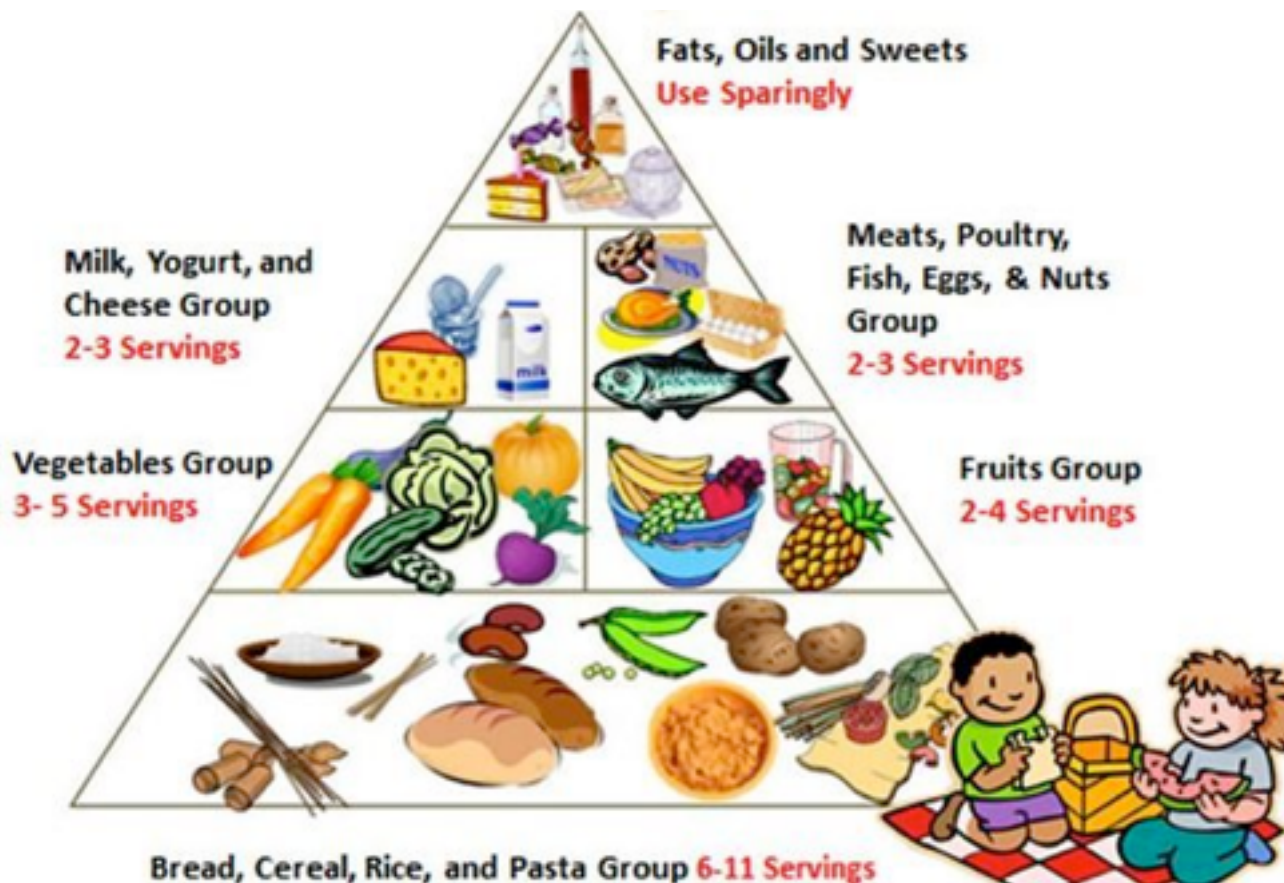 Fats, Oils and Sweets
Use Sparingly
Milk, Yogurt, and
Cheese Group
2-3 Servings
Meats, Poultry,
Fish, Eggs, & Nuts
Group
2-3 Servings
NUTS
milk
Vegetables Group
3- 5 Servings
Fruits Group
2-4 Servings
Bread, Cereal, Rice, and Pasta Group 6-11 Servings